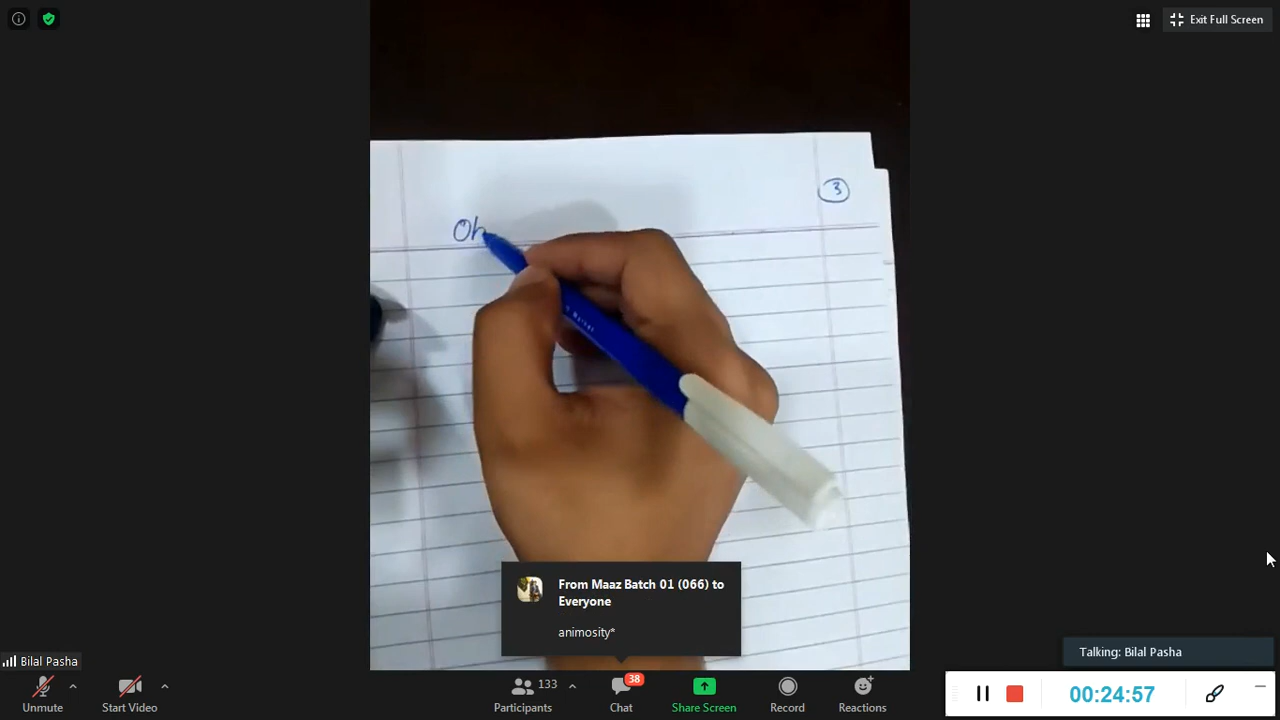 Exit Full Screen
3
Oh
From Maaz Batch 01 (066) to
Everyone
animosity*
Bilal Pasha
Talking: Bilal Pasha
Unmute
Start Video
133
Participants
38
Chat
Share Screen
Record
Reactions
00:24:57